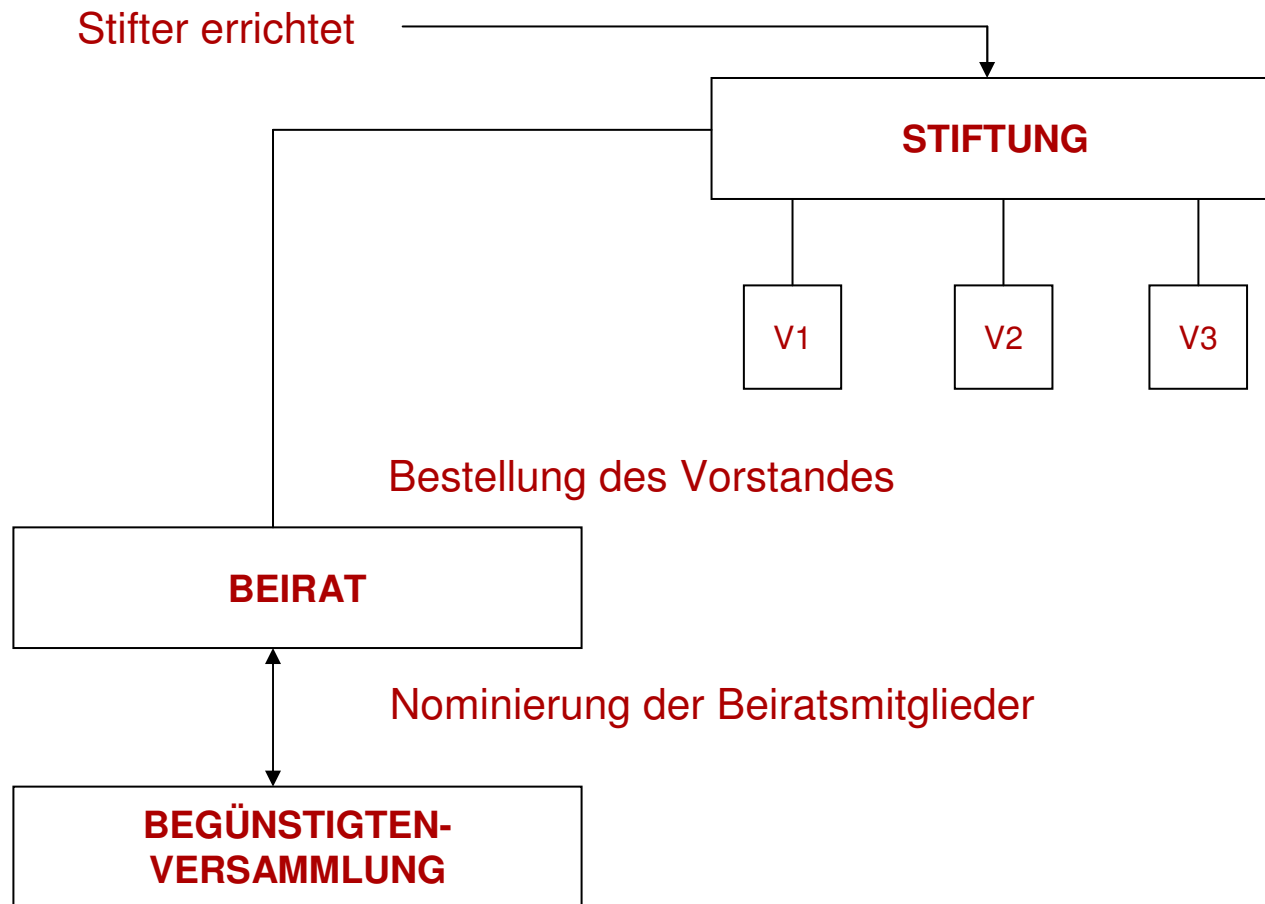 Stifter errichtet
STIFTUNG
V1
V2
V3
Bestellung des Vorstandes
BEIRAT
Nominierung der Beiratsmitglieder
BEGÜNSTIGTEN-
VERSAMMLUNG